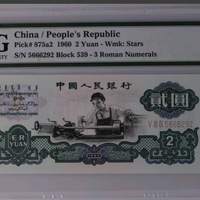 China / People's Republic
Pick# 875a2 1960 2 Yuan - Wmk: Stars
S/N 5666292 Block 539 - 3 Roman Numerals
中国人民银行
贰圆
5666292
ER
YUAN
2